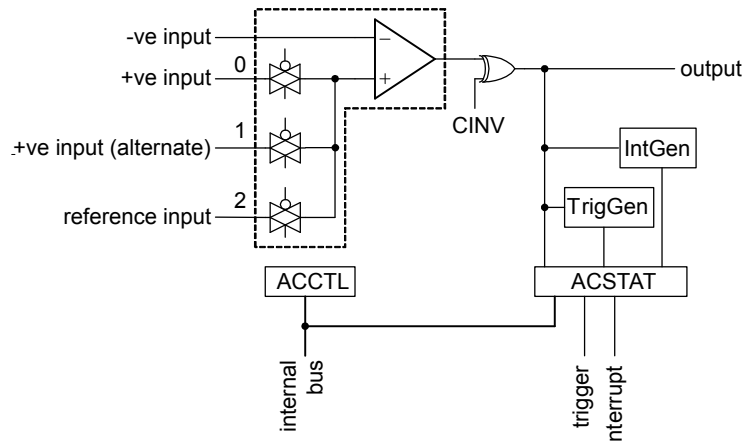 -ve input
+ve input
0
+ve input (alternate)
1
reference input
2
−
+
CINV
output
IntGen
TrigGen
ACCTL
ACSTAT
internal
bus
trigger
nterrupt